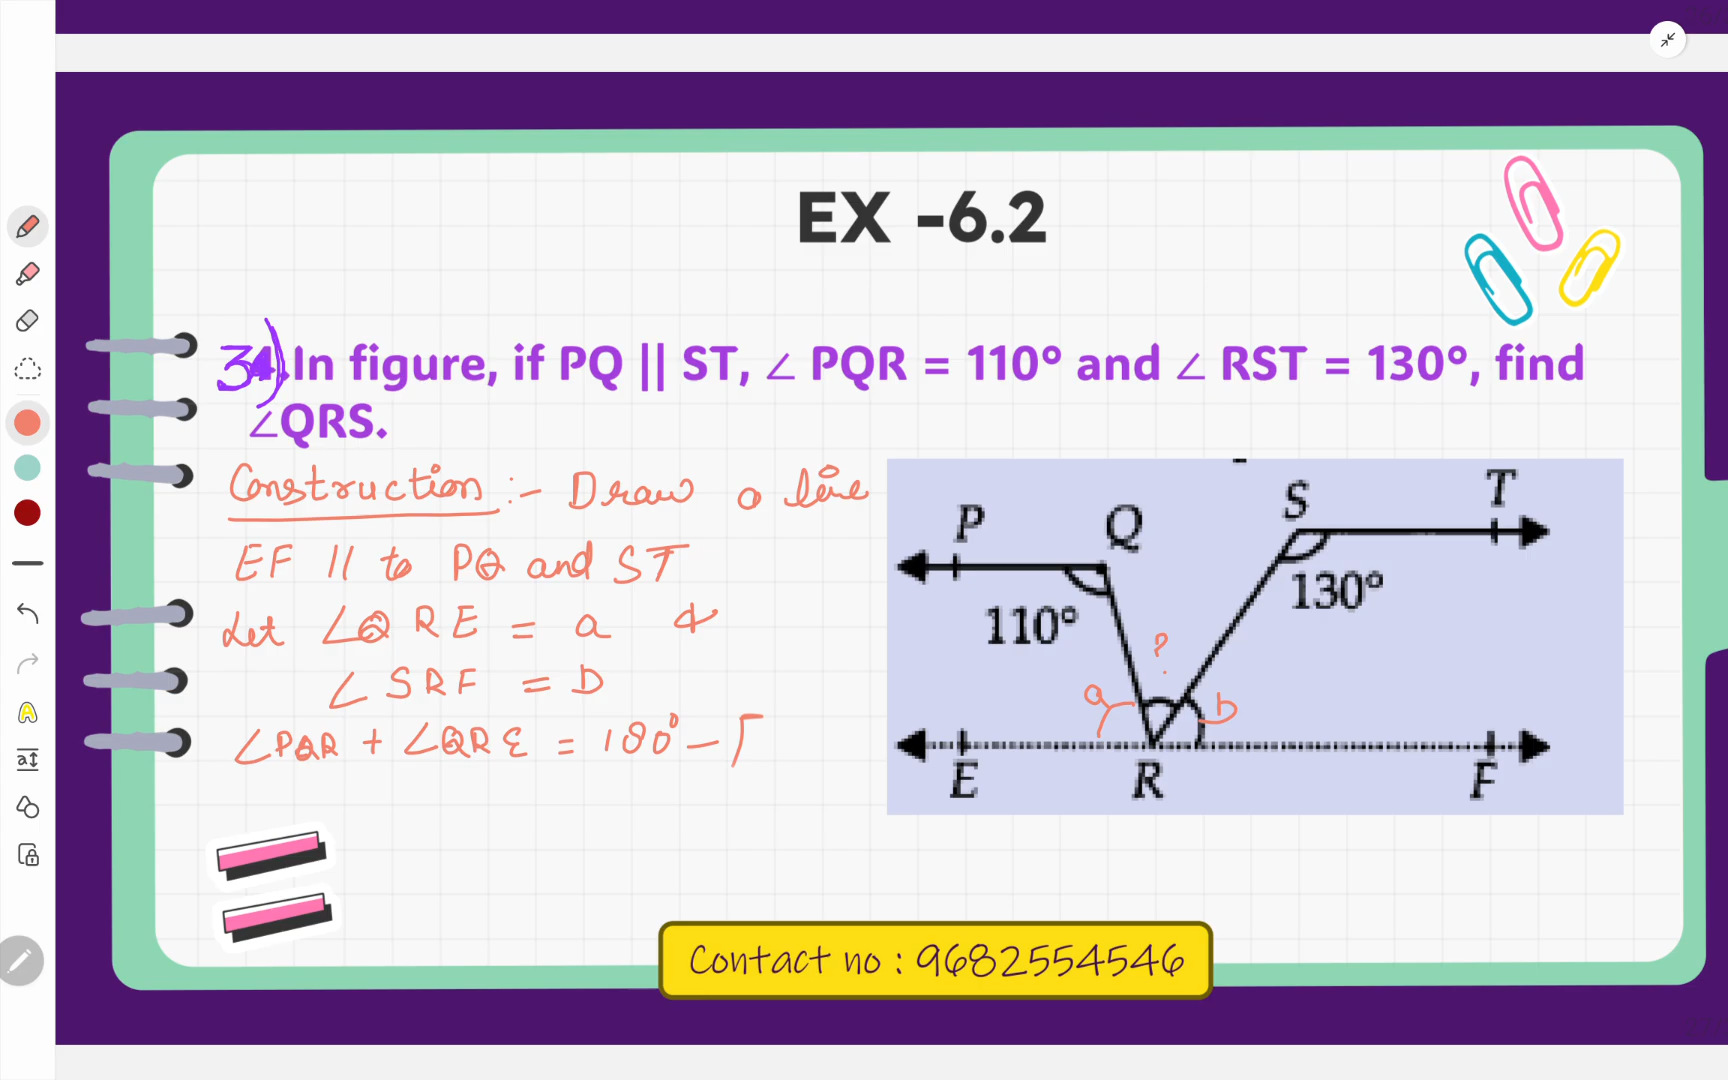 EX -6.2
3). In figure, if PQ || ST, ∠ PQR = 110° and ∠ RST = 130°, find
∠QRS.
Construction :- Draw a line
EF || to PQ and ST
Let ∠QRE = a &
∠SRF = b
∠PQR + ∠QRE = 180° –
P Q S T
110° 130°
?
a b
E R F
Contact no : 9682554546